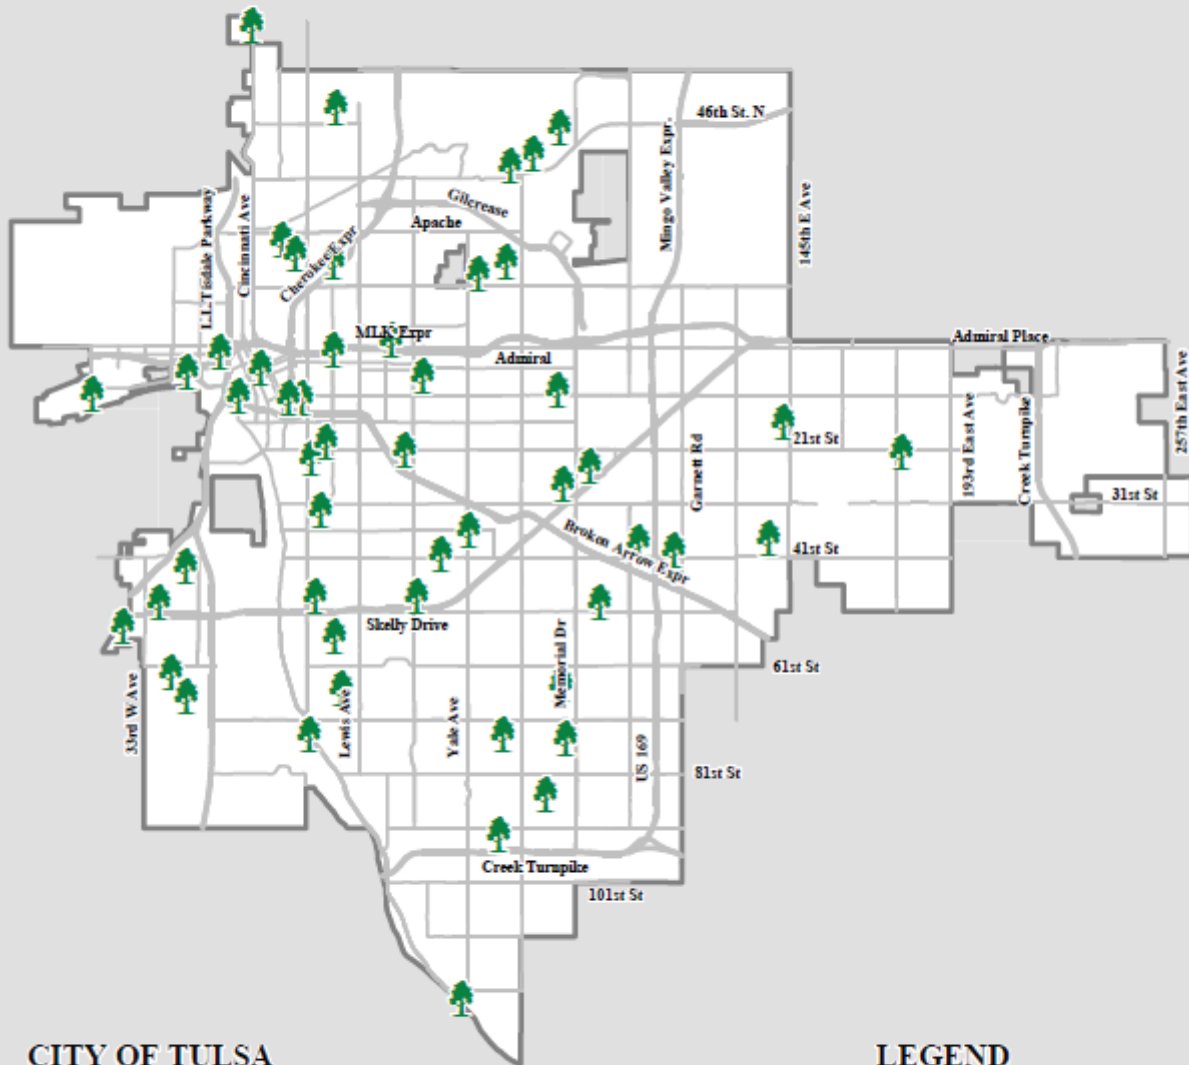 46th St. N
Mingo Valley Expr.
L.L. Tisdale Parkway
Cincinnati Ave
Gilcrease
Apache
145th E Ave
Cherokee Expr
MLK Expr
Admiral
Admiral Place
257th East Ave
193rd East Ave
Creek Turnpike
21st St
Garnett Rd
31st St
Broken Arrow Expr
41st St
Skelly Drive
Memorial Dr
61st St
33rd W Ave
Lewis Ave
Yale Ave
US 169
81st St
Creek Turnpike
101st St
CITY OF TULSA
LEGEND